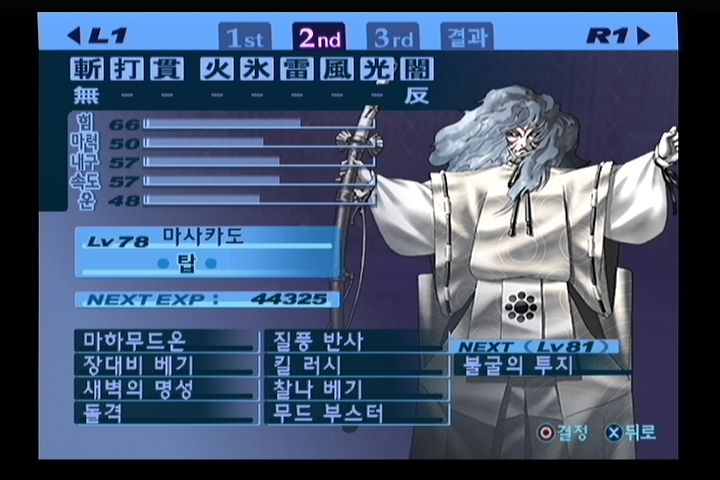 L1 1st 2nd 3rd 결과 R1
斬 打 貫 火 氷 雷 風 光 闇
無 - - - - - - - 反
힘 66
마력 50
내구 57
속도 57
운 48
Lv 78 마사카도
탑
NEXT EXP : 44325
마하무드온 질풍 반사
장대비 베기 킬 러시
새벽의 명성 찰나 베기
돌격 무드 부스터
NEXT (Lv 81)
불굴의 투지
결정 뒤로